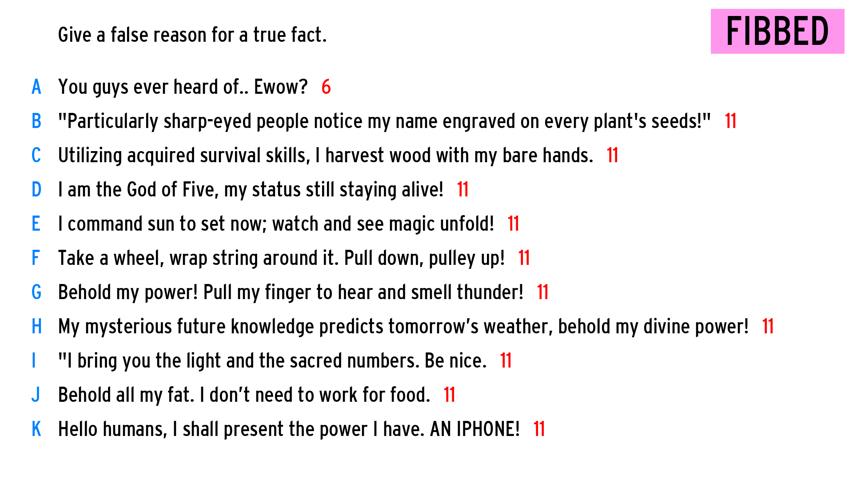 Give a false reason for a true fact.
FIBBED
A You guys ever heard of.. Ewow? 6
B "Particularly sharp-eyed people notice my name engraved on every plant's seeds!" 11
C Utilizing acquired survival skills, I harvest wood with my bare hands. 11
D I am the God of Five, my status still staying alive! 11
E I command sun to set now; watch and see magic unfold! 11
F Take a wheel, wrap string around it. Pull down, pulley up! 11
G Behold my power! Pull my finger to hear and smell thunder! 11
H My mysterious future knowledge predicts tomorrow’s weather, behold my divine power! 11
I "I bring you the light and the sacred numbers. Be nice. 11
J Behold all my fat. I don’t need to work for food. 11
K Hello humans, I shall present the power I have. AN IPHONE! 11